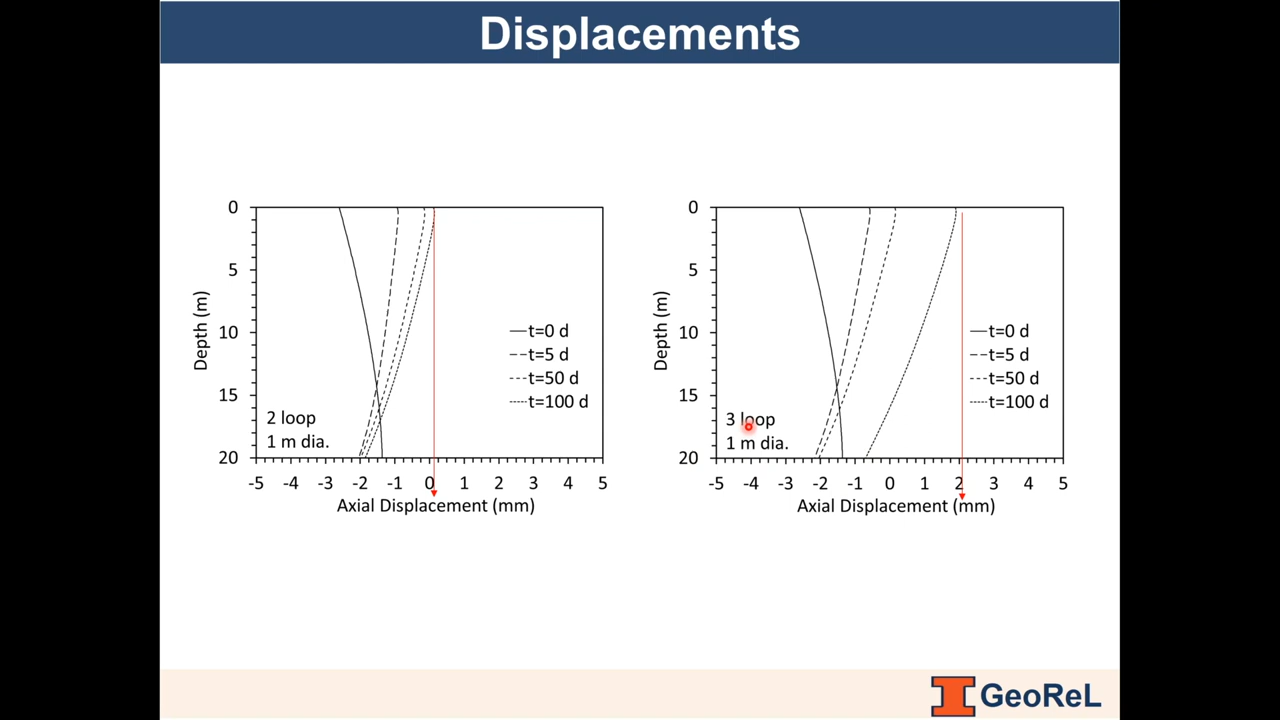 Displacements
0
5
10
15
20
Depth (m)
t=0 d
t=5 d
t=50 d
t=100 d
2 loop
1 m dia.
-5 -4 -3 -2 -1 0 1 2 3 4 5
Axial Displacement (mm)
0
5
10
15
20
Depth (m)
t=0 d
t=5 d
t=50 d
t=100 d
3 loop
1 m dia.
-5 -4 -3 -2 -1 0 1 2 3 4 5
Axial Displacement (mm)
GeoReL